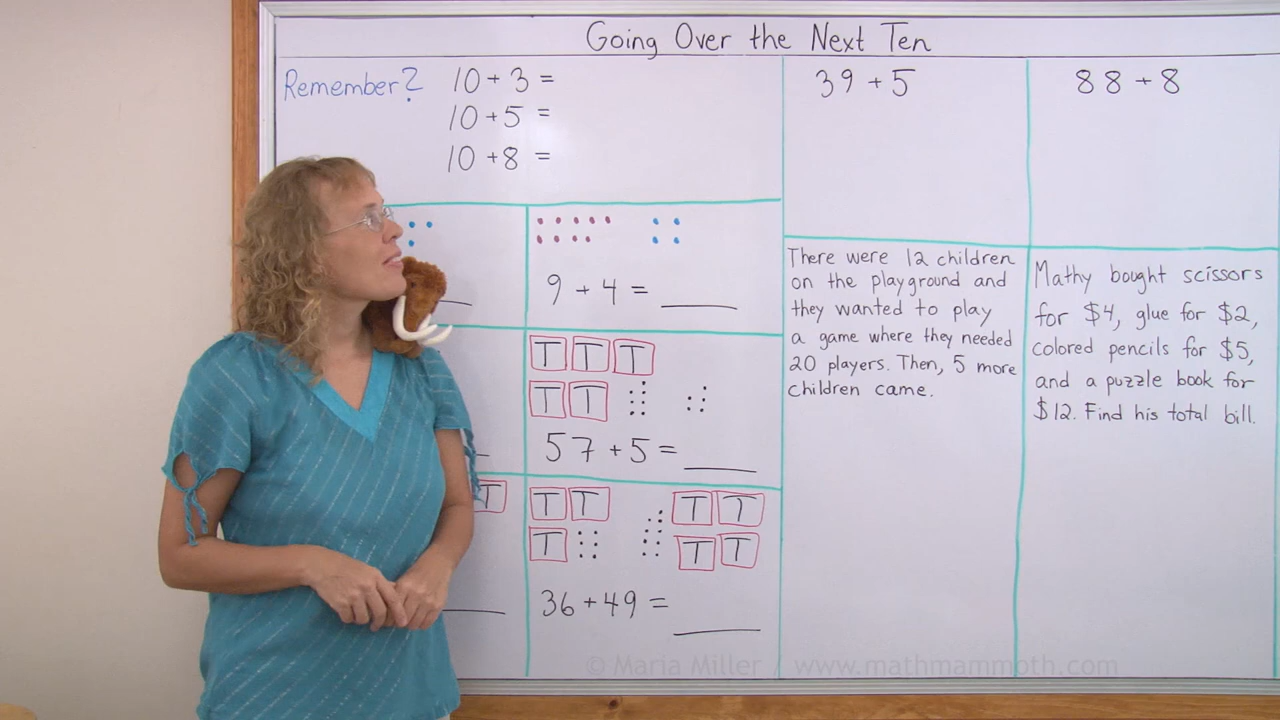 Going Over the Next Ten
Remember?
10 + 3 =
10 + 5 =
10 + 8 =
9 + 4 = ____
T T T
T T
57 + 5 = ____
T
T T
T
T T
T T
36 + 49 = ____
39 + 5
88 + 8
There were 12 children
on the playground and
they wanted to play
a game where they needed
20 players. Then, 5 more
children came.
Mathy bought scissors
for $4, glue for $2,
colored pencils for $5,
and a puzzle book for
$12. Find his total bill.
© Maria Miller / www.mathmammoth.com